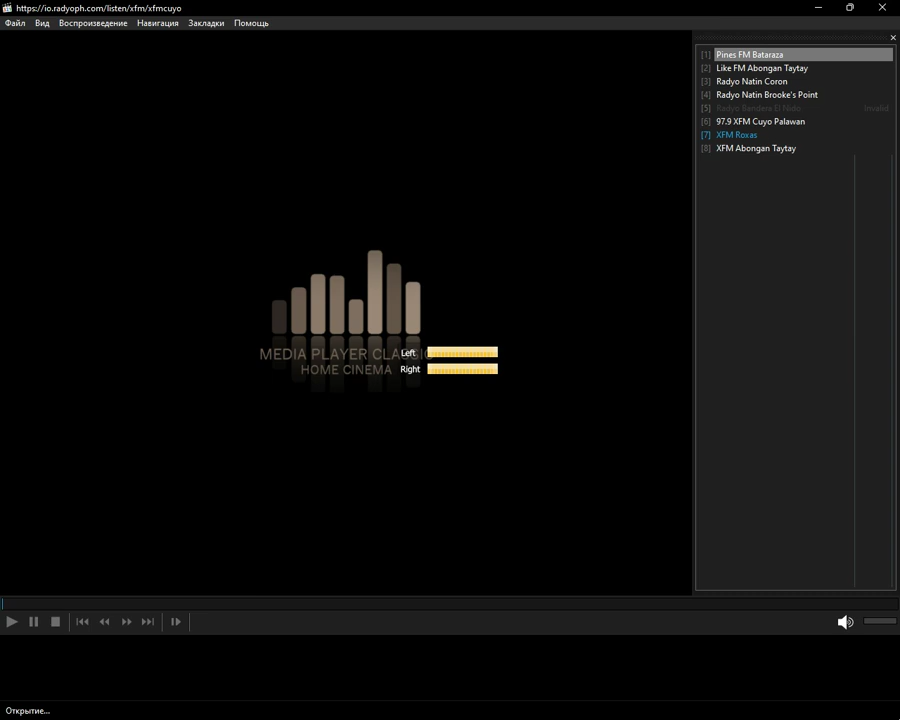 https://io.radyoph.com/listen/xfm/xfmcuyo
Файл Вид Воспроизведение Навигация Закладки Помощь
[1] Pines FM Bataraza
[2] Like FM Abongan Taytay
[3] Radyo Natin Coron
[4] Radyo Natin Brooke's Point
[5] Radyo Bandera El Nido Invalid
[6] 97.9 XFM Cuyo Palawan
[7] XFM Roxas
[8] XFM Abongan Taytay
MEDIA PLAYER CLASSIC
HOME CINEMA
Left
Right
Открытие...